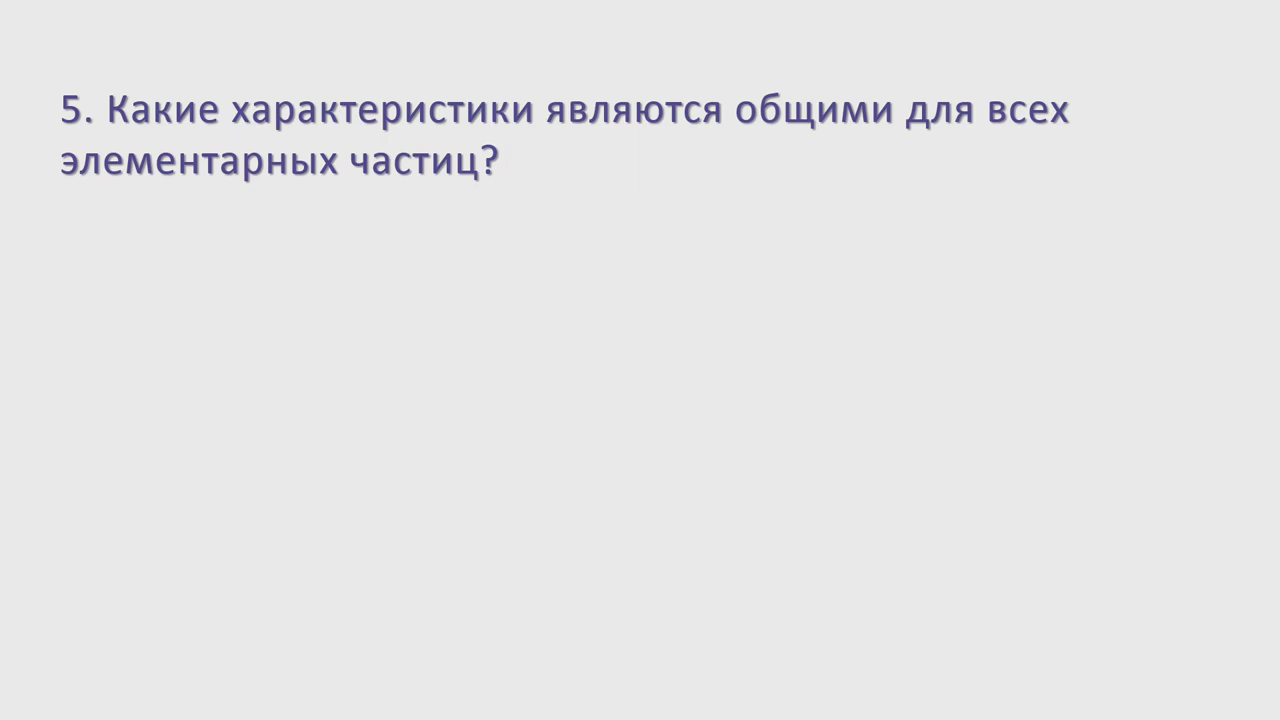 5. Какие характеристики являются общими для всех
элементарных частиц?